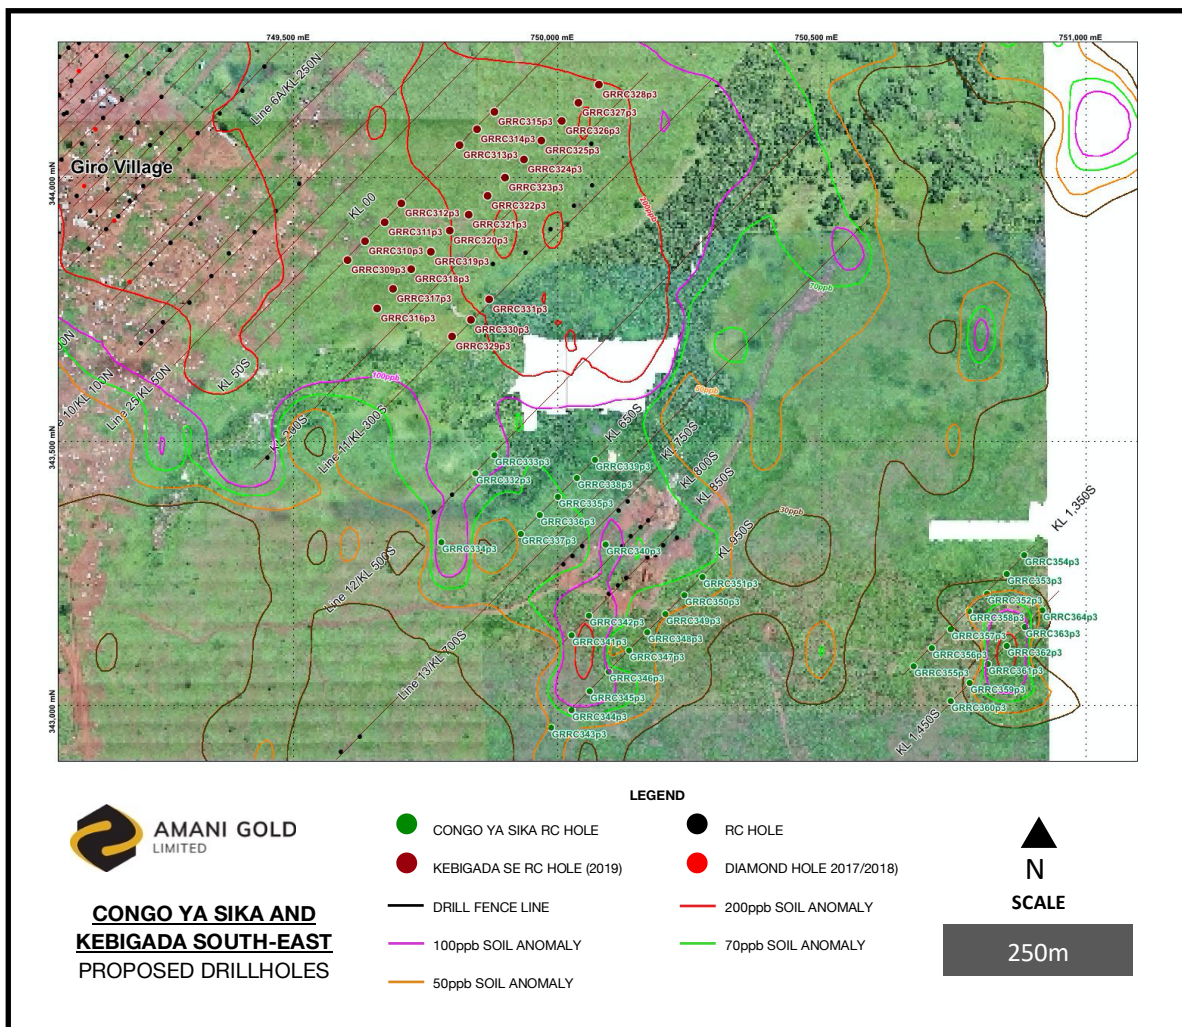 749,500 mE
750,000 mE
750,500 mE
751,000 mE
Line 6A/KL 250N
GRRC328p3
GRRC327p3
GRRC315p3
GRRC326p3
GRRC314p3
GRRC325p3
GRRC313p3
GRRC324p3
Giro Village
344,000 mN
GRRC323p3
KL 00
200ppb
GRRC322p3
GRRC312p3
GRRC321p3
GRRC311p3
GRRC320p3
GRRC310p3
GRRC319p3
GRRC309p3
GRRC318p3
70ppb
GRRC317p3
GRRC331p3
GRRC316p3
GRRC330p3
GRRC329p3
KL 50S
100ppb
Line 25/KL 50N
e 10/KL 100N
00N
50ppb
KL 200S
Line 11/KL 300S
KL 650S
KL 750S
KL 800S
KL 850S
343,500 mN
GRRC333p3
GRRC339p3
GRRC332p3
GRRC338p3
GRRC335p3
GRRC336p3
30ppb
KL 1,350S
GRRC337p3
GRRC334p3
GRRC340p3
KL 950S
GRRC354p3
Line 12/KL 500S
GRRC353p3
GRRC351p3
GRRC352p3
GRRC350p3
GRRC358p3
GRRC364p3
GRRC342p3
GRRC349p3
GRRC341p3
GRRC348p3
GRRC357p3
GRRC363p3
GRRC347p3
GRRC356p3
GRRC362p3
Line 13/KL 700S
GRRC346p3
GRRC355p3
GRRC361p3
GRRC345p3
GRRC359p3
343,000 mN
GRRC344p3
GRRC360p3
GRRC343p3
KL 1,450S
LEGEND
AMANI GOLD
LIMITED
CONGO YA SIKA RC HOLE
RC HOLE
KEBIGADA SE RC HOLE (2019)
DIAMOND HOLE 2017/2018)
DRILL FENCE LINE
200ppb SOIL ANOMALY
100ppb SOIL ANOMALY
70ppb SOIL ANOMALY
50ppb SOIL ANOMALY
N
SCALE
250m
CONGO YA SIKA AND
KEBIGADA SOUTH-EAST
PROPOSED DRILLHOLES